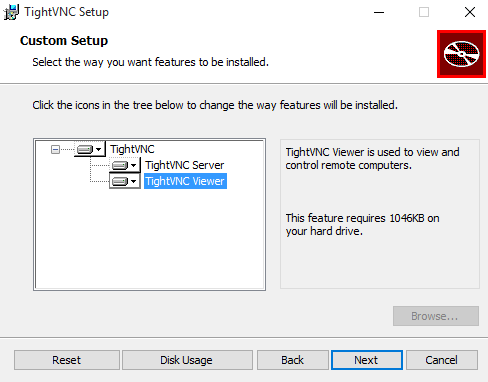 TightVNC Setup
Custom Setup
Select the way you want features to be installed.
Click the icons in the tree below to change the way features will be installed.
TightVNC
TightVNC Server
TightVNC Viewer
TightVNC Viewer is used to view and
control remote computers.
This feature requires 1046KB on
your hard drive.
Browse...
Reset
Disk Usage
Back
Next
Cancel